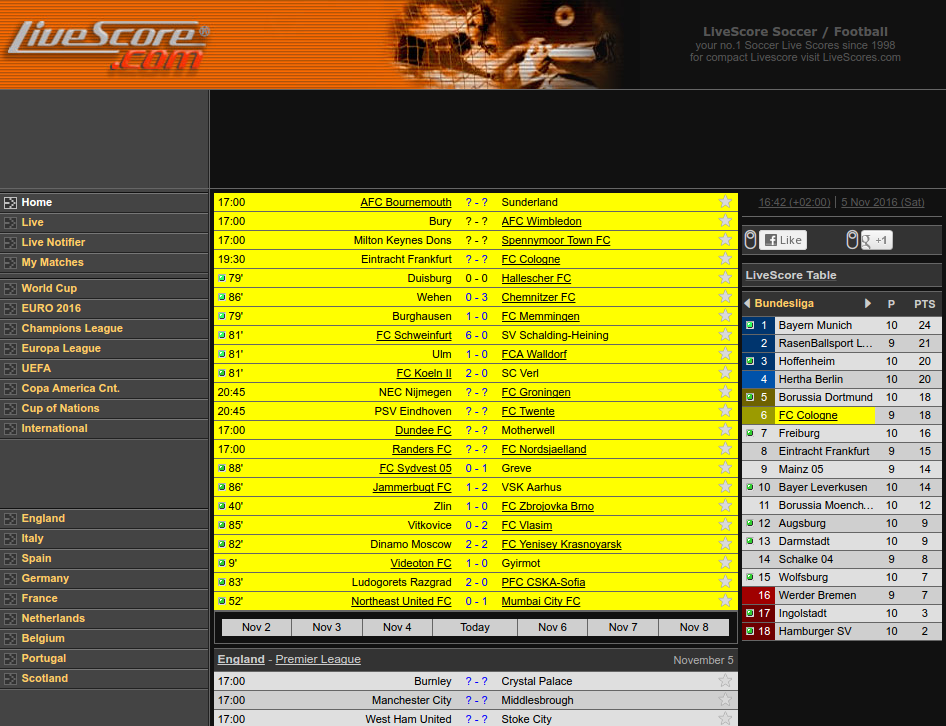 LiveScore®
.com
LiveScore Soccer / Football
your no.1 Soccer Live Scores since 1998
for compact Livescore visit LiveScores.com
Home
Live
Live Notifier
My Matches
World Cup
EURO 2016
Champions League
Europa League
UEFA
Copa America Cnt.
Cup of Nations
International
England
Italy
Spain
Germany
France
Netherlands
Belgium
Portugal
Scotland
17:00 AFC Bournemouth ? - ? Sunderland
17:00 Bury ? - ? AFC Wimbledon
17:00 Milton Keynes Dons ? - ? Spennymoor Town FC
19:30 Eintracht Frankfurt ? - ? FC Cologne
79' Duisburg 0 - 0 Hallescher FC
86' Wehen 0 - 3 Chemnitzer FC
79' Burghausen 1 - 0 FC Memmingen
81' FC Schweinfurt 6 - 0 SV Schalding-Heining
81' Ulm 1 - 0 FCA Walldorf
81' FC Koeln II 2 - 0 SC Verl
20:45 NEC Nijmegen ? - ? FC Groningen
20:45 PSV Eindhoven ? - ? FC Twente
17:00 Dundee FC ? - ? Motherwell
17:00 Randers FC ? - ? FC Nordsjaelland
88' FC Sydvest 05 0 - 1 Greve
86' Jammerbugt FC 1 - 2 VSK Aarhus
40' Zlin 1 - 0 FC Zbrojovka Brno
85' Vitkovice 0 - 2 FC Vlasim
82' Dinamo Moscow 2 - 2 FC Yenisey Krasnoyarsk
9' Videoton FC 1 - 0 Gyirmot
83' Ludogorets Razgrad 2 - 0 PFC CSKA-Sofia
52' Northeast United FC 0 - 1 Mumbai City FC
Nov 2 Nov 3 Nov 4 Today Nov 6 Nov 7 Nov 8
England - Premier League November 5
17:00 Burnley ? - ? Crystal Palace
17:00 Manchester City ? - ? Middlesbrough
17:00 West Ham United ? - ? Stoke City
16:42 (+02:00) | 5 Nov 2016 (Sat)
Like +1
LiveScore Table
Bundesliga P PTS
1 Bayern Munich 10 24
2 RasenBallsport L... 9 21
3 Hoffenheim 10 20
4 Hertha Berlin 10 20
5 Borussia Dortmund 10 18
6 FC Cologne 9 18
7 Freiburg 10 16
8 Eintracht Frankfurt 9 15
9 Mainz 05 9 14
10 Bayer Leverkusen 10 14
11 Borussia Moench... 10 12
12 Augsburg 10 9
13 Darmstadt 10 9
14 Schalke 04 9 8
15 Wolfsburg 10 7
16 Werder Bremen 9 7
17 Ingolstadt 10 3
18 Hamburger SV 10 2